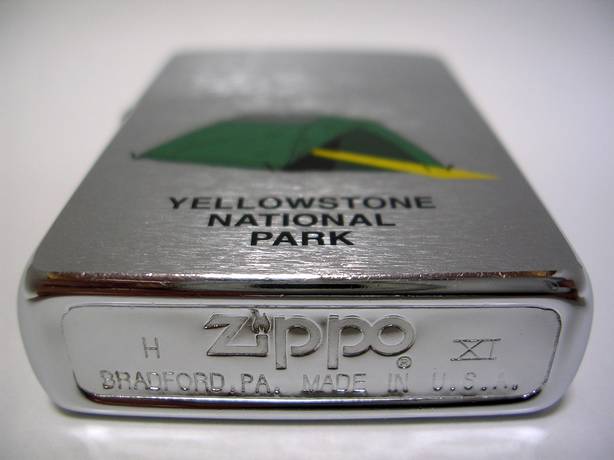 YELLOWSTONE
NATIONAL
PARK
H Zippo® XI
BRADFORD, PA. MADE IN U.S.A.